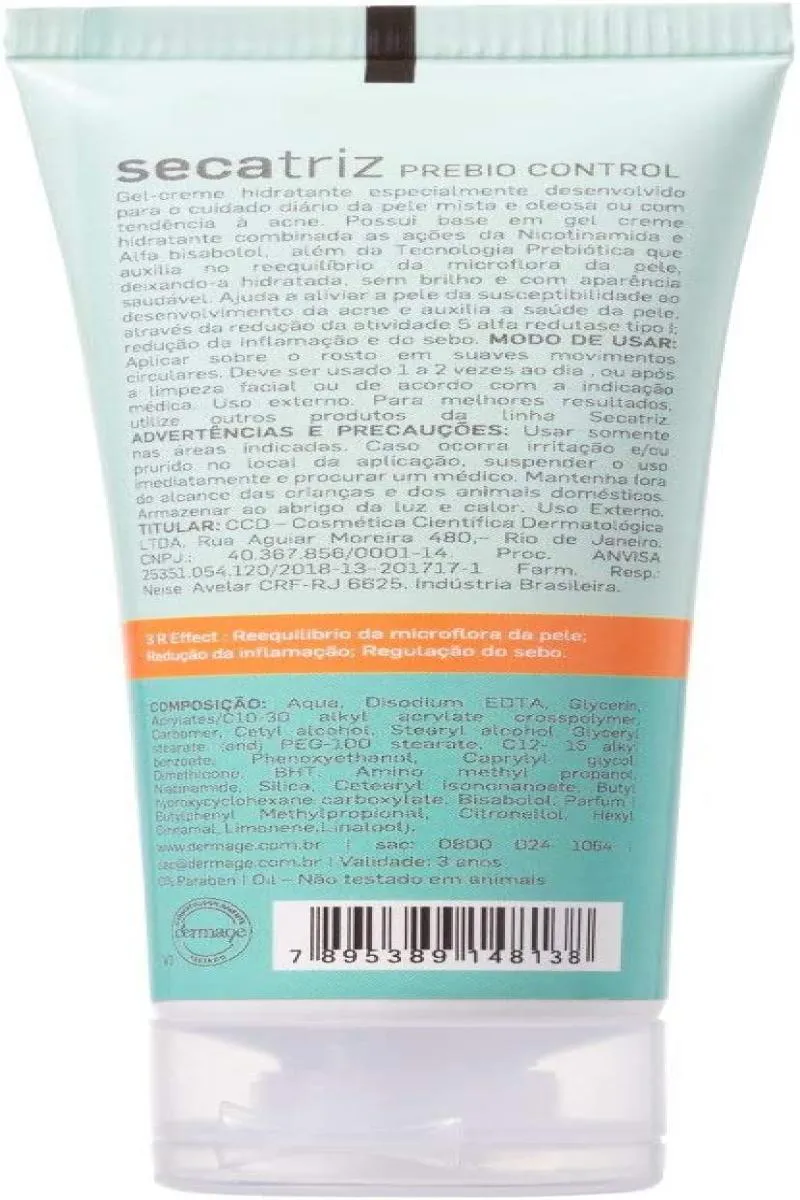 secatriz PREBIO CONTROL
Gel-creme hidratante especialmente desenvolvido
para o cuidado diário da pele mista e oleosa ou com
tendência à acne. Possui base em gel creme
hidratante combinada as ações da Nicotinamida e
Alfa bisabolol, além da Tecnologia Prebiótica que
auxilia no reequilíbrio da microflora da pele,
deixando-a hidratada, sem brilho e com aparência
saudável. Ajuda a aliviar a pele da susceptibilidade ao
desenvolvimento da acne e auxilia a saúde da pele,
através da redução da atividade 5 alfa redutase tipo I;
redução da inflamação e do sebo. MODO DE USAR:
Aplicar sobre o rosto em suaves movimentos
circulares. Deve ser usado 1 a 2 vezes ao dia , ou após
a limpeza facial ou de acordo com a indicação
médica. Uso externo. Para melhores resultados,
utilize outros produtos da linha Secatriz.
ADVERTÊNCIAS E PRECAUÇÕES: Usar somente
nas áreas indicadas. Caso ocorra irritação e/ou
prurido no local da aplicação, suspender o uso
imediatamente e procurar um médico. Mantenha fora
do alcance das crianças e dos animais domésticos.
Armazenar ao abrigo da luz e calor. Uso Externo.
TITULAR: CCD – Cosmética Científica Dermatológica
LTDA, Rua Aguiar Moreira 480,– Rio de Janeiro.
CNPJ.: 40.367.856/0001-14. Proc. ANVISA
25351.054.120/2018-13-201717-1 Farm. Resp.:
Neise Avelar CRF-RJ 6625. Indústria Brasileira.
3 R Effect : Reequilíbrio da microflora da pele;
Redução da inflamação; Regulação do sebo.
COMPOSIÇÃO: Aqua, Disodium EDTA, Glycerin,
Acrylates/C10-30 alkyl acrylate crosspolymer,
Carbomer, Cetyl alcohol, Stearyl alcohol, Glyceryl
stearate (and) PEG-100 stearate, C12- 15 alkyl
benzoate, Phenoxyethanol, Caprylyl glycol
Dimethicone, BHT, Amino methyl propanol,
Niacinamide, Silica, Cetearyl isononanoate, Butyl
hydroxycyclohexane carboxylate, Bisabolol, Parfum (
Butylphenyl Methylpropional, Citronellol, Hexyl
Cinnamal, Limonene,Linalool).
www.dermage.com.br | sac: 0800 024 1064 |
sac@dermage.com.br | Validade: 3 anos
0% Paraben | Oil – Não testado em animais
dermage
7 895389 148138